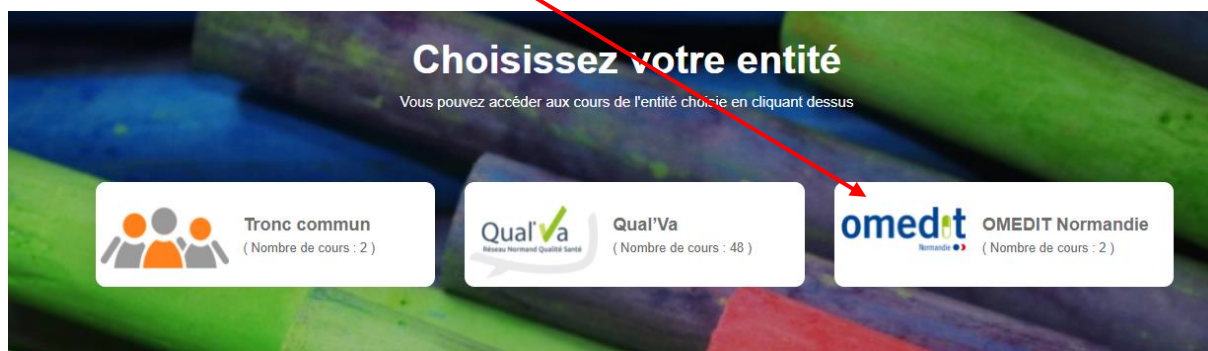 Choisissez votre entité
Vous pouvez accéder aux cours de l'entité choisie en cliquant dessus
Tronc commun
( Nombre de cours : 2 )
Qual'Va
Réseau Normand Qualité Santé
Qual'Va
( Nombre de cours : 48 )
omedit
Normandie
OMEDIT Normandie
( Nombre de cours : 2 )